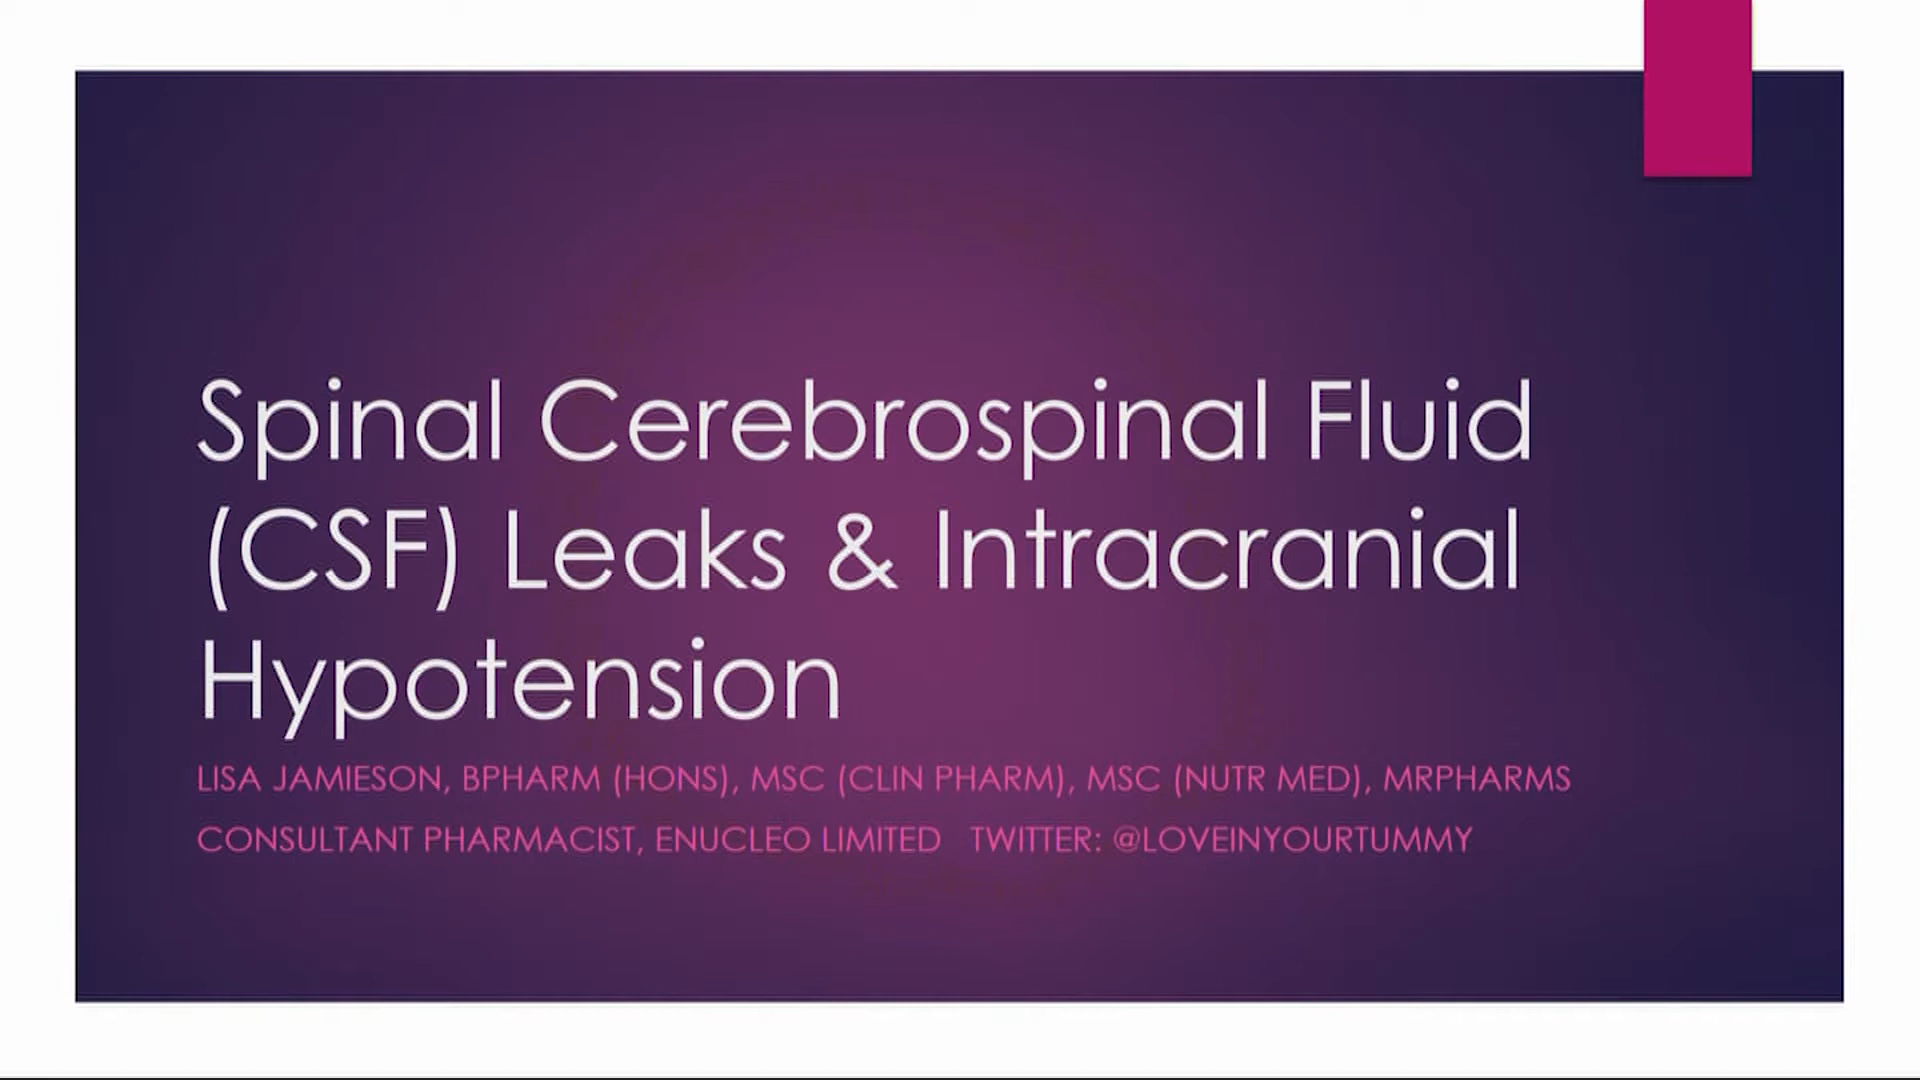 Spinal Cerebrospinal Fluid
(CSF) Leaks & Intracranial
Hypotension
LISA JAMIESON, BPHARM (HONS), MSC (CLIN PHARM), MSC (NUTR MED), MRPHARMS
CONSULTANT PHARMACIST, ENUCLEO LIMITED TWITTER: @LOVEINYOURTUMMY